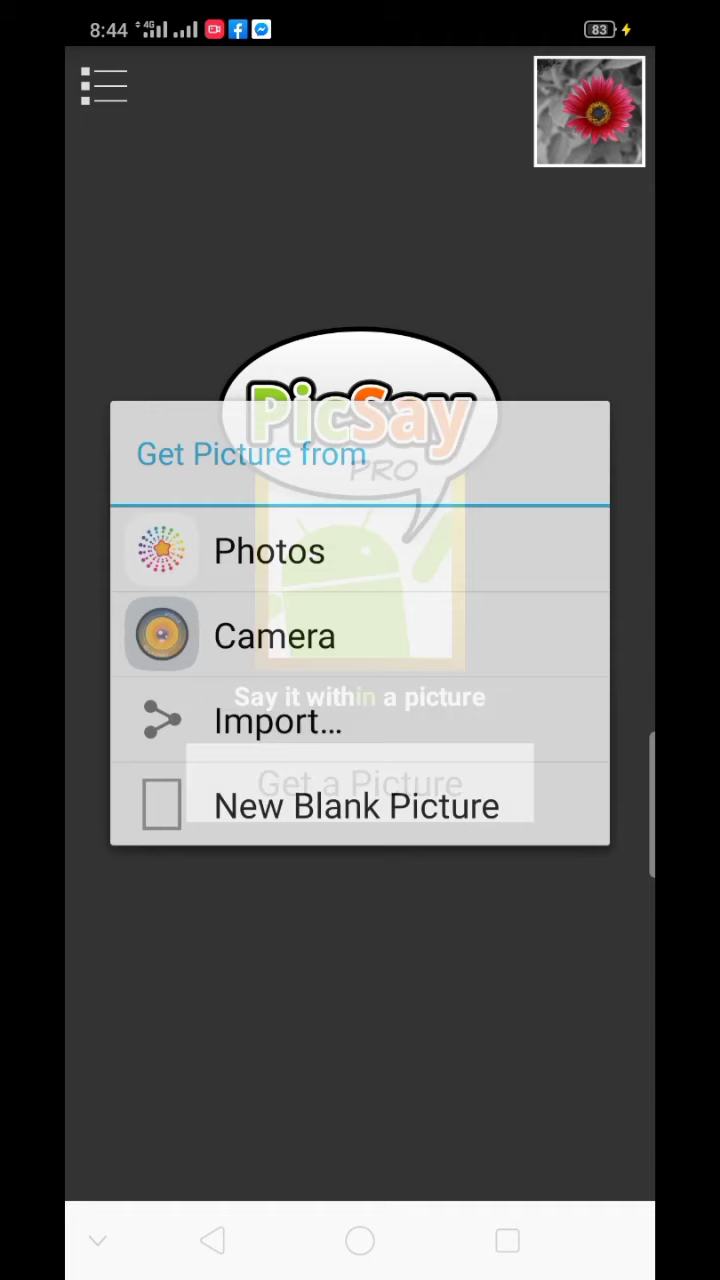 8:44 4G 83
PicSay
PRO
Get Picture from
Photos
Camera
Say it within a picture
Import...
Get a Picture
New Blank Picture